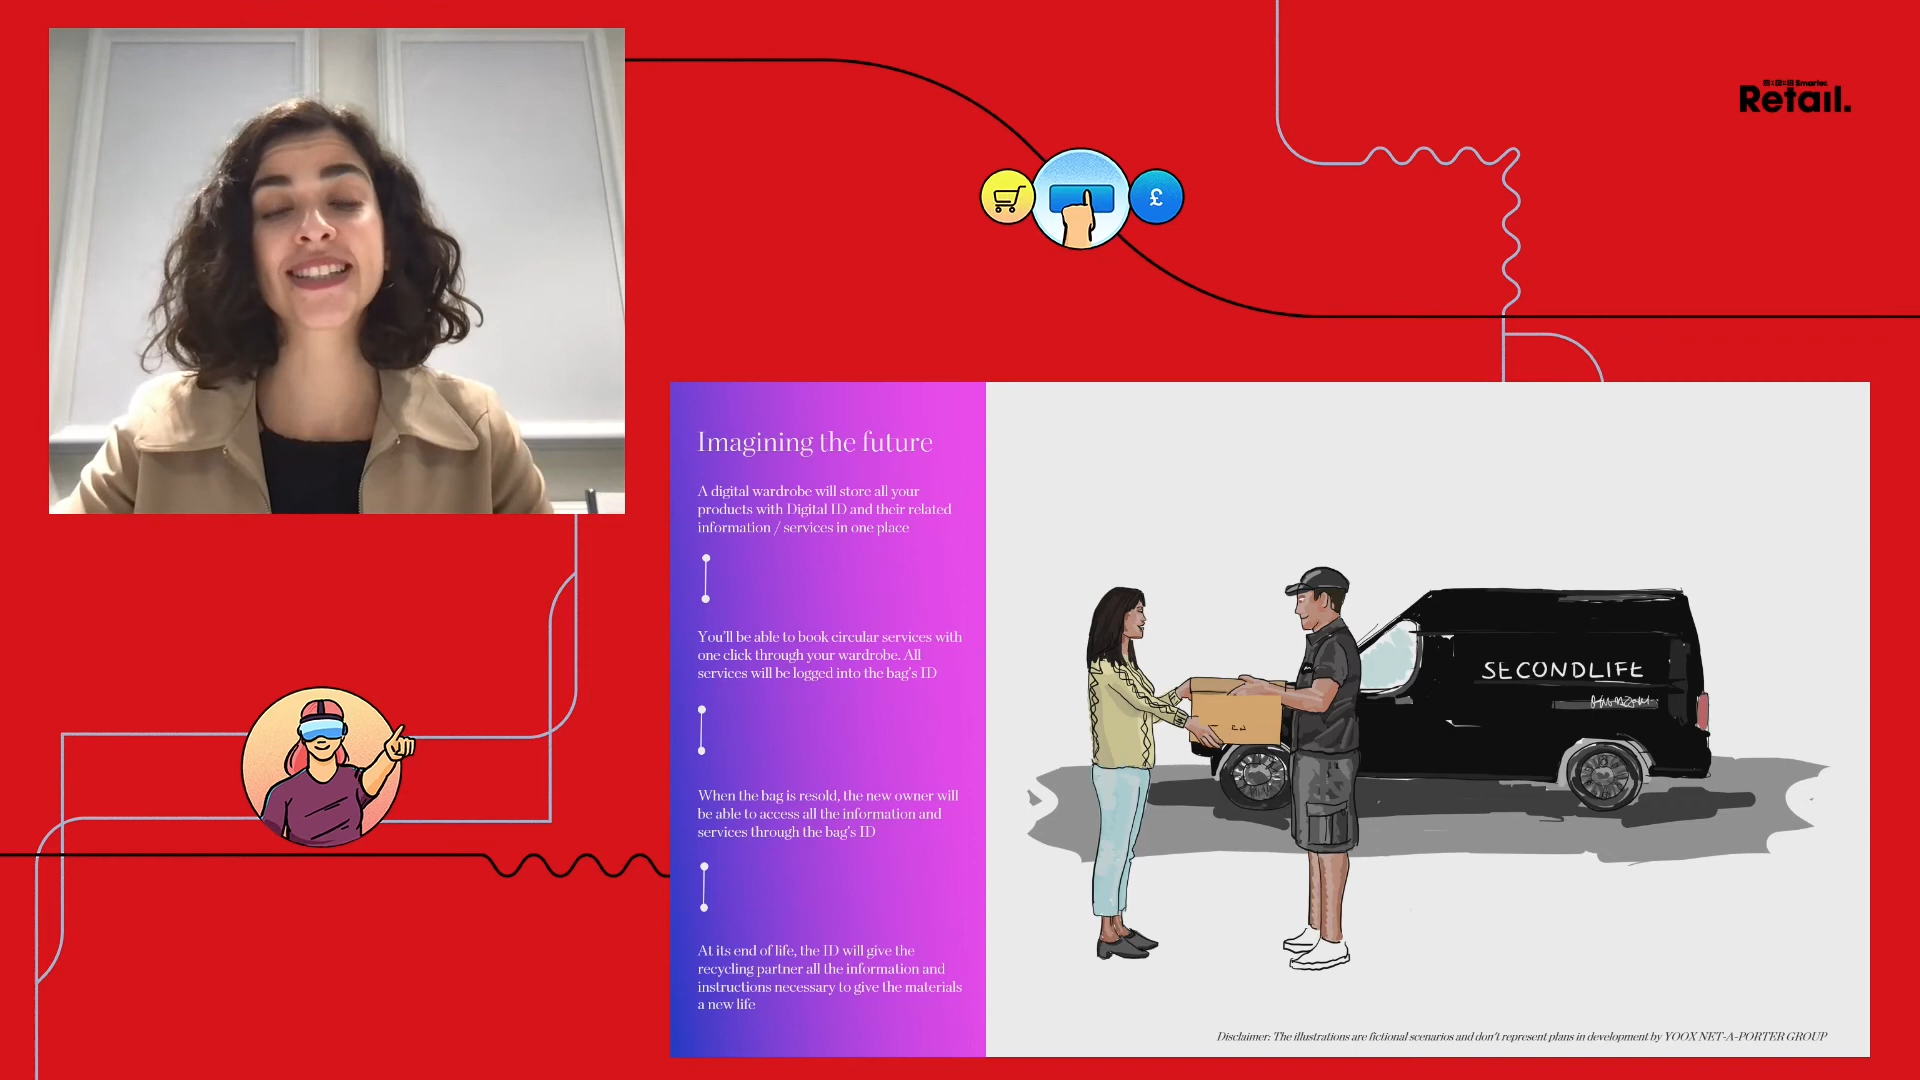 Smarter
Retail.
£
Imagining the future
A digital wardrobe will store all your
products with Digital ID and their related
information / services in one place
You'll be able to book circular services with
one click through your wardrobe. All
services will be logged into the bag's ID
When the bag is resold, the new owner will
be able to access all the information and
services through the bag's ID
At its end of life, the ID will give the
recycling partner all the information and
instructions necessary to give the materials
a new life
SECONDLIFE
Disclaimer: The illustrations are fictional scenarios and don't represent plans in development by YOOX NET-A-PORTER GROUP